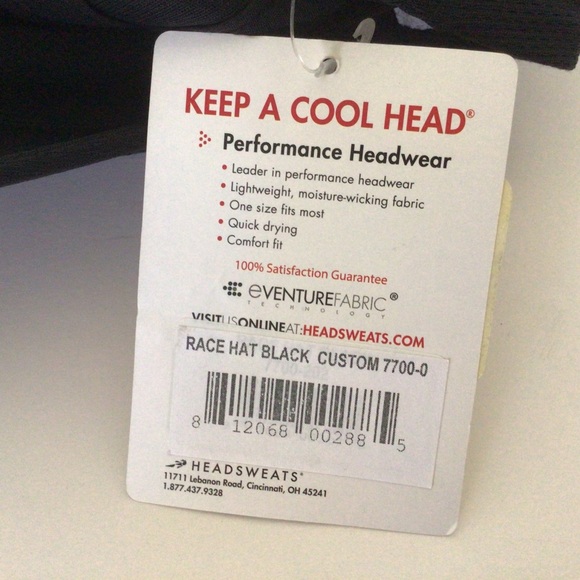 KEEP A COOL HEAD®
Performance Headwear
• Leader in performance headwear
• Lightweight, moisture-wicking fabric
• One size fits most
• Quick drying
• Comfort fit
100% Satisfaction Guarantee
eVENTUREFABRIC®
TECHNOLOGY
VISITUSONLINEAT:HEADSWEATS.COM
RACE HAT BLACK CUSTOM 7700-0
8 12068 00288 5
HEADSWEATS®
11711 Lebanon Road, Cincinnati, OH 45241
1.877.437.9328